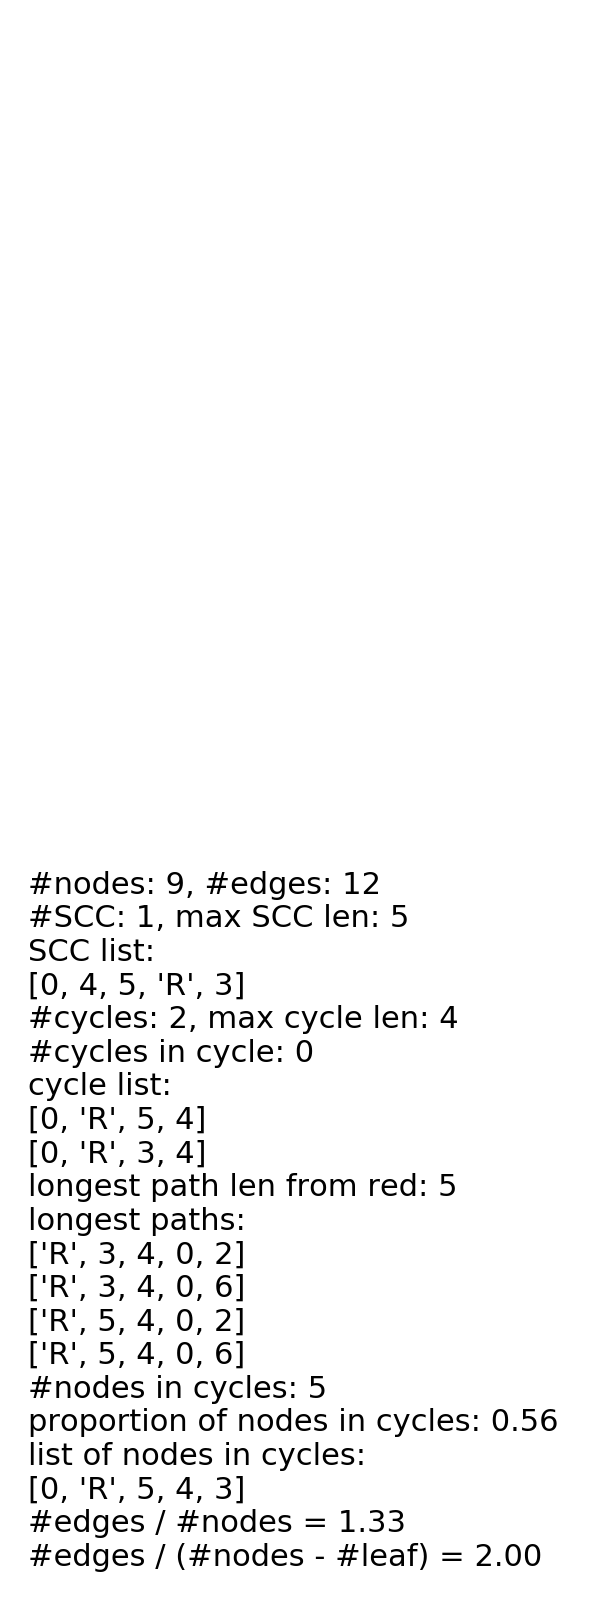 #nodes: 9, #edges: 12
#SCC: 1, max SCC len: 5
SCC list:
[0, 4, 5, 'R', 3]
#cycles: 2, max cycle len: 4
#cycles in cycle: 0
cycle list:
[0, 'R', 5, 4]
[0, 'R', 3, 4]
longest path len from red: 5
longest paths:
['R', 3, 4, 0, 2]
['R', 3, 4, 0, 6]
['R', 5, 4, 0, 2]
['R', 5, 4, 0, 6]
#nodes in cycles: 5
proportion of nodes in cycles: 0.56
list of nodes in cycles:
[0, 'R', 5, 4, 3]
#edges / #nodes = 1.33
#edges / (#nodes - #leaf) = 2.00